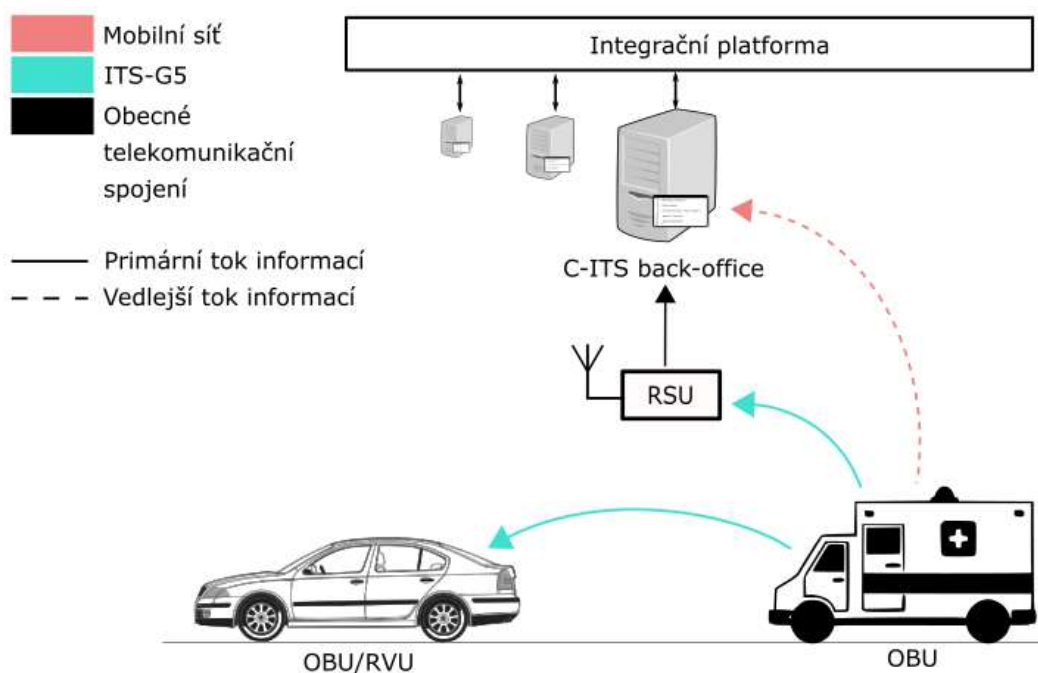 Mobilní síť
ITS-G5
Obecné
telekomunikační
spojení
Primární tok informací
Vedlejší tok informací
Integrační platforma
C-ITS back-office
RSU
OBU/RVU
OBU